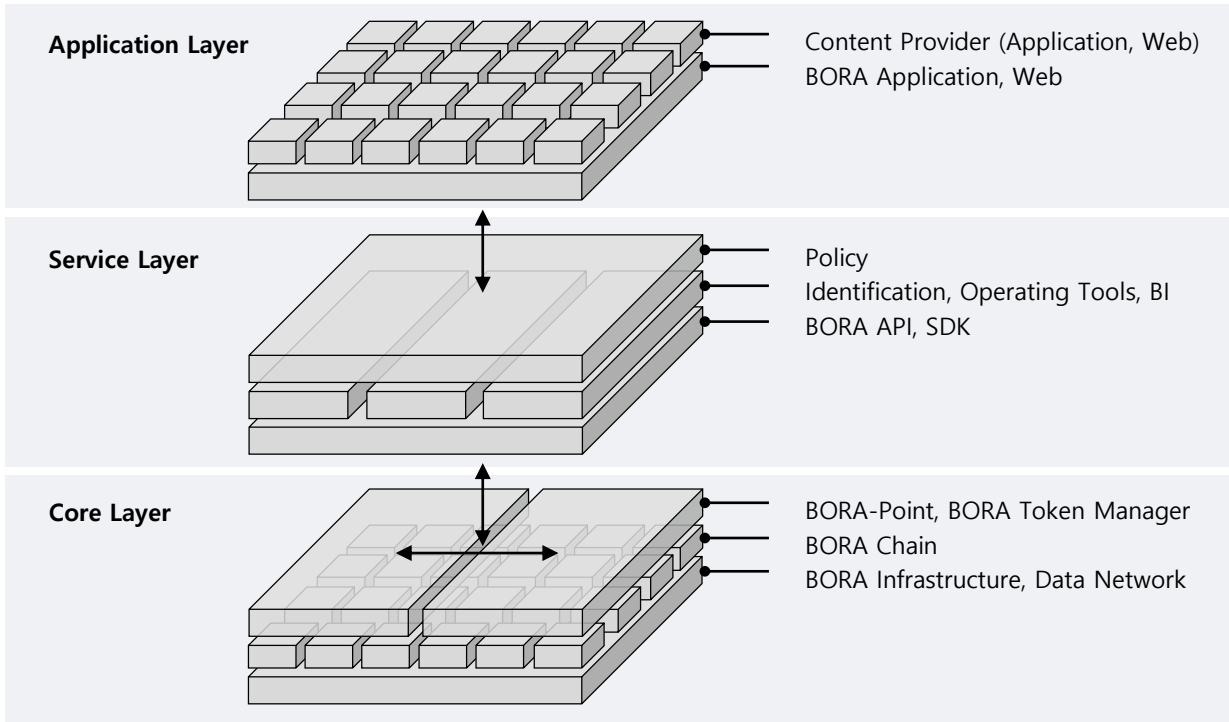 Application Layer
Content Provider (Application, Web)
BORA Application, Web
Service Layer
Policy
Identification, Operating Tools, BI
BORA API, SDK
Core Layer
BORA-Point, BORA Token Manager
BORA Chain
BORA Infrastructure, Data Network